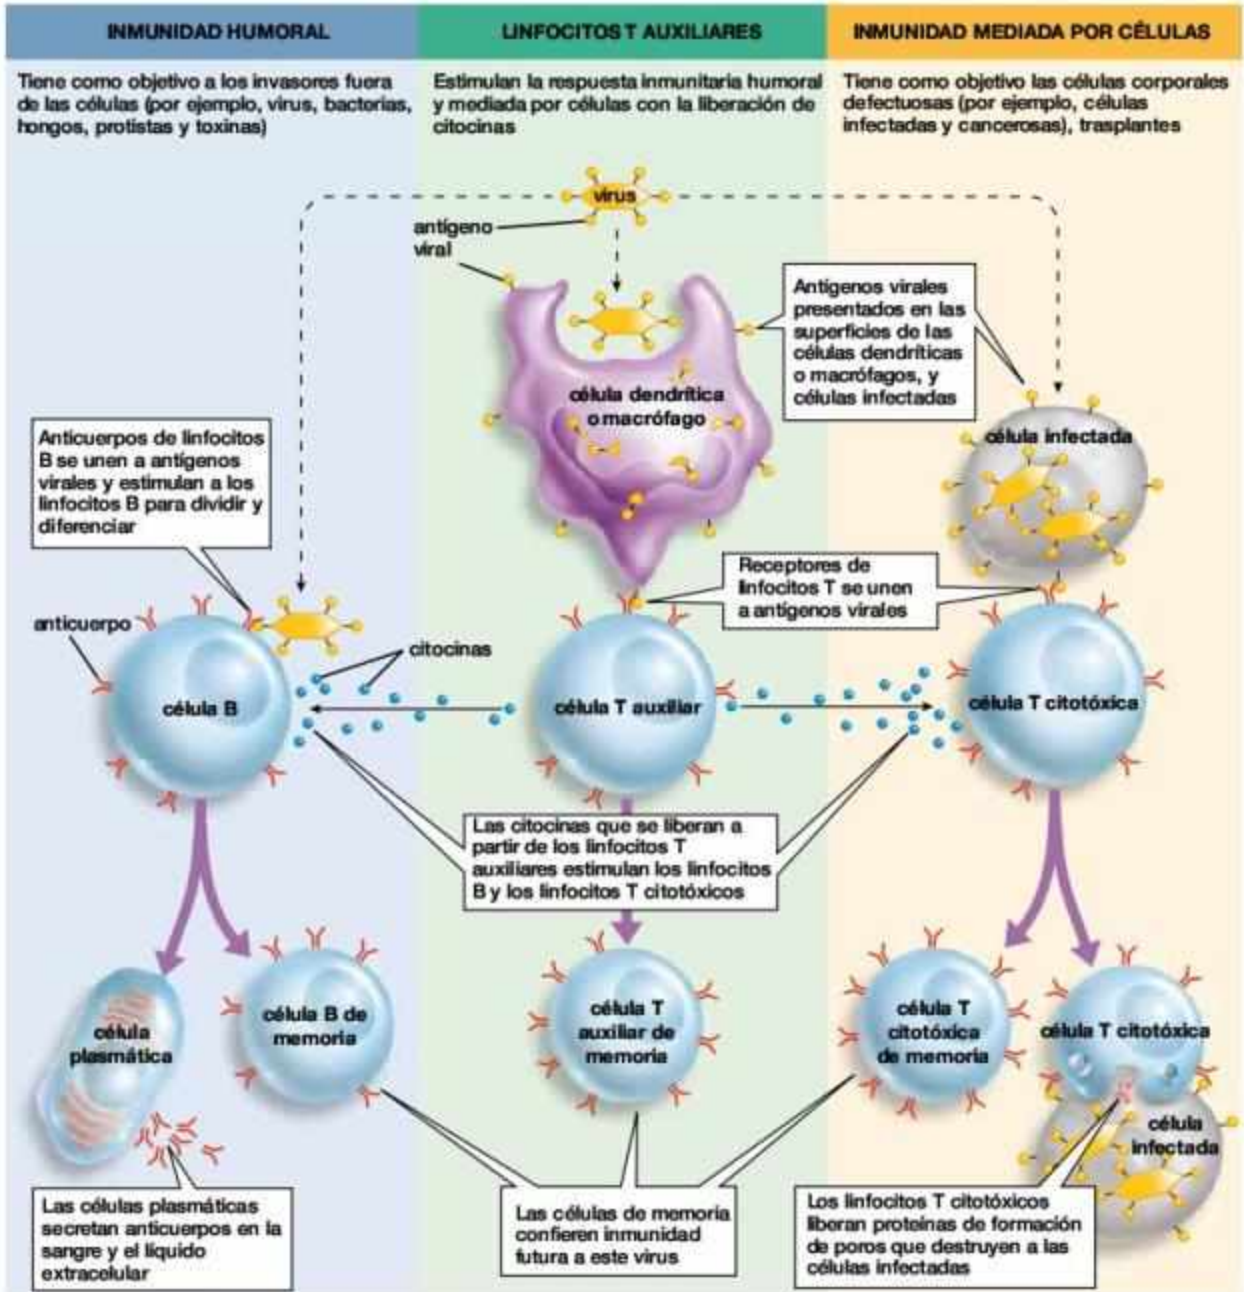 INMUNIDAD HUMORAL
LINFOCITOS T AUXILIARES
INMUNIDAD MEDIADA POR CÉLULAS
Tiene como objetivo a los invasores fuera
de las células (por ejemplo, virus, bacterias,
hongos, protistas y toxinas)
Estimulan la respuesta inmunitaria humoral
y mediada por células con la liberación de
citocinas
Tiene como objetivo las células corporales
defectuosas (por ejemplo, células
infectadas y cancerosas), trasplantes
virus
antígeno
viral
Antígenos virales
presentados en las
superficies de las
células dendríticas
o macrófagos, y
células infectadas
célula dendrítica
o macrófago
célula infectada
Anticuerpos de linfocitos
B se unen a antígenos
virales y estimulan a los
linfocitos B para dividir y
diferenciar
Receptores de
linfocitos T se unen
a antígenos virales
anticuerpo
citocinas
célula B
célula T auxiliar
célula T citotóxica
Las citocinas que se liberan a
partir de los linfocitos T
auxiliares estimulan los linfocitos
B y los linfocitos T citotóxicos
célula
plasmática
célula B de
memoria
célula T
auxiliar de
memoria
célula T
citotóxica
de memoria
célula T citotóxica
célula
infectada
Las células plasmáticas
secretan anticuerpos en la
sangre y el líquido
extracelular
Las células de memoria
confieren inmunidad
futura a este virus
Los linfocitos T citotóxicos
liberan proteínas de formación
de poros que destruyen a las
células infectadas